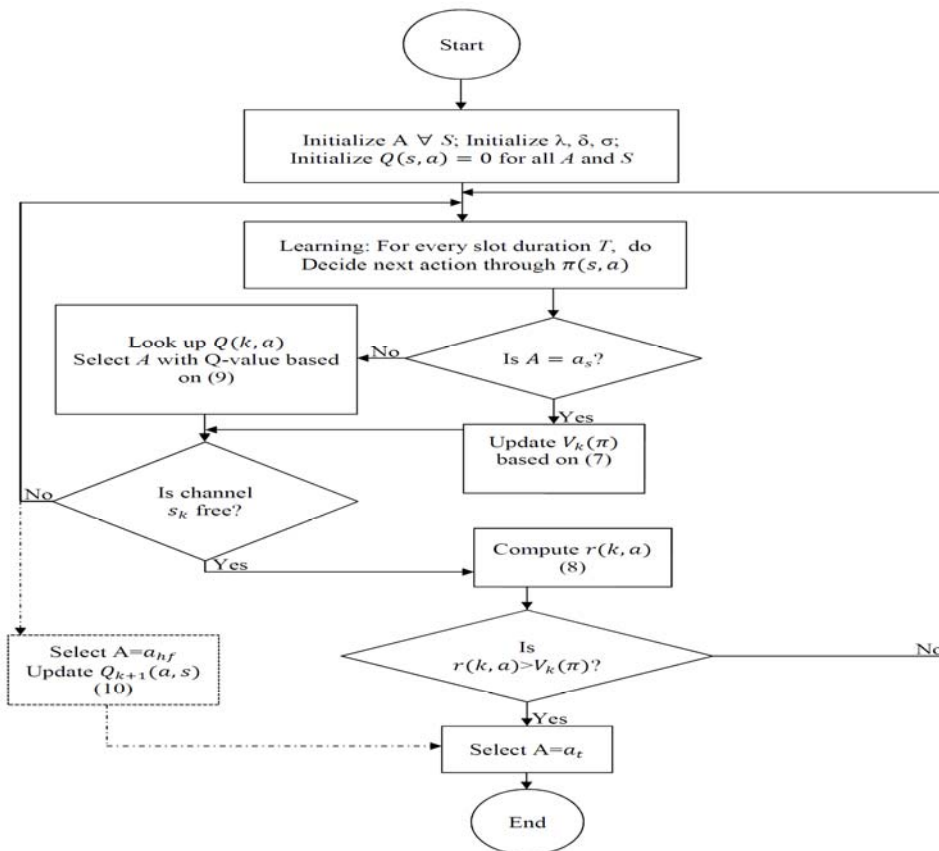 Start
Initialize A ∀ S; Initialize λ, δ, σ;
Initialize Q(s, a) = 0 for all A and S
Learning: For every slot duration T, do
Decide next action through π(s, a)
Look up Q(k, a)
Select A with Q-value based
on (9)
No
Is A = aₛ?
Yes
Update Vₖ(π)
based on (7)
No
Is channel
sₖ free?
Yes
Compute r(k, a)
(8)
Select A=a_hf
Update Qₖ₊₁(a, s)
(10)
Is
r(k, a)>Vₖ(π)?
No
Yes
Select A=aₜ
End